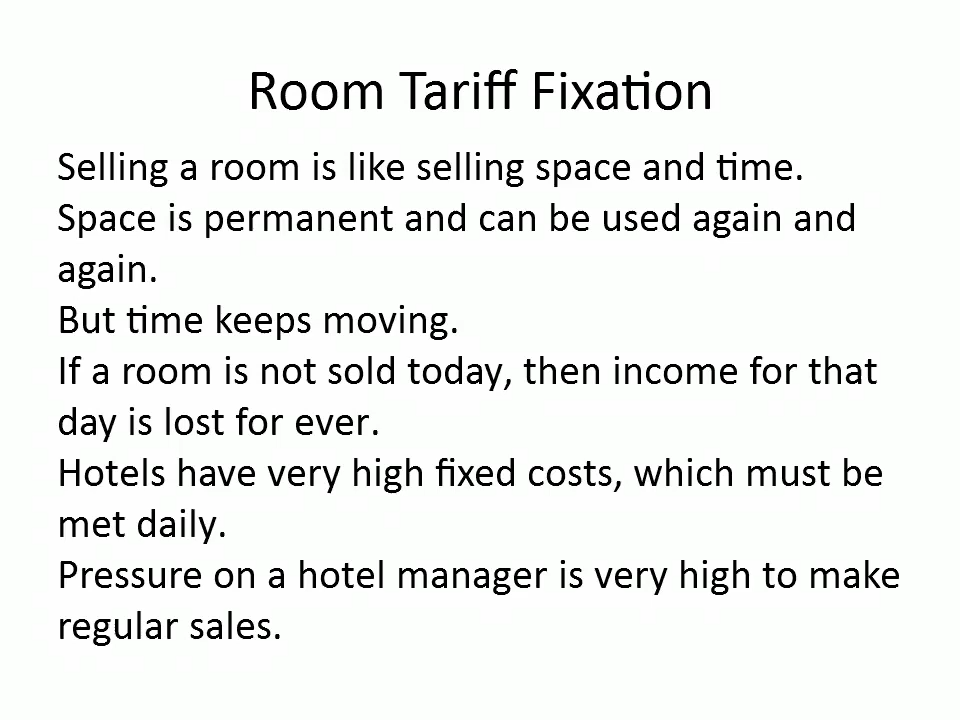 Room Tariff Fixation
Selling a room is like selling space and time.
Space is permanent and can be used again and
again.
But time keeps moving.
If a room is not sold today, then income for that
day is lost for ever.
Hotels have very high fixed costs, which must be
met daily.
Pressure on a hotel manager is very high to make
regular sales.